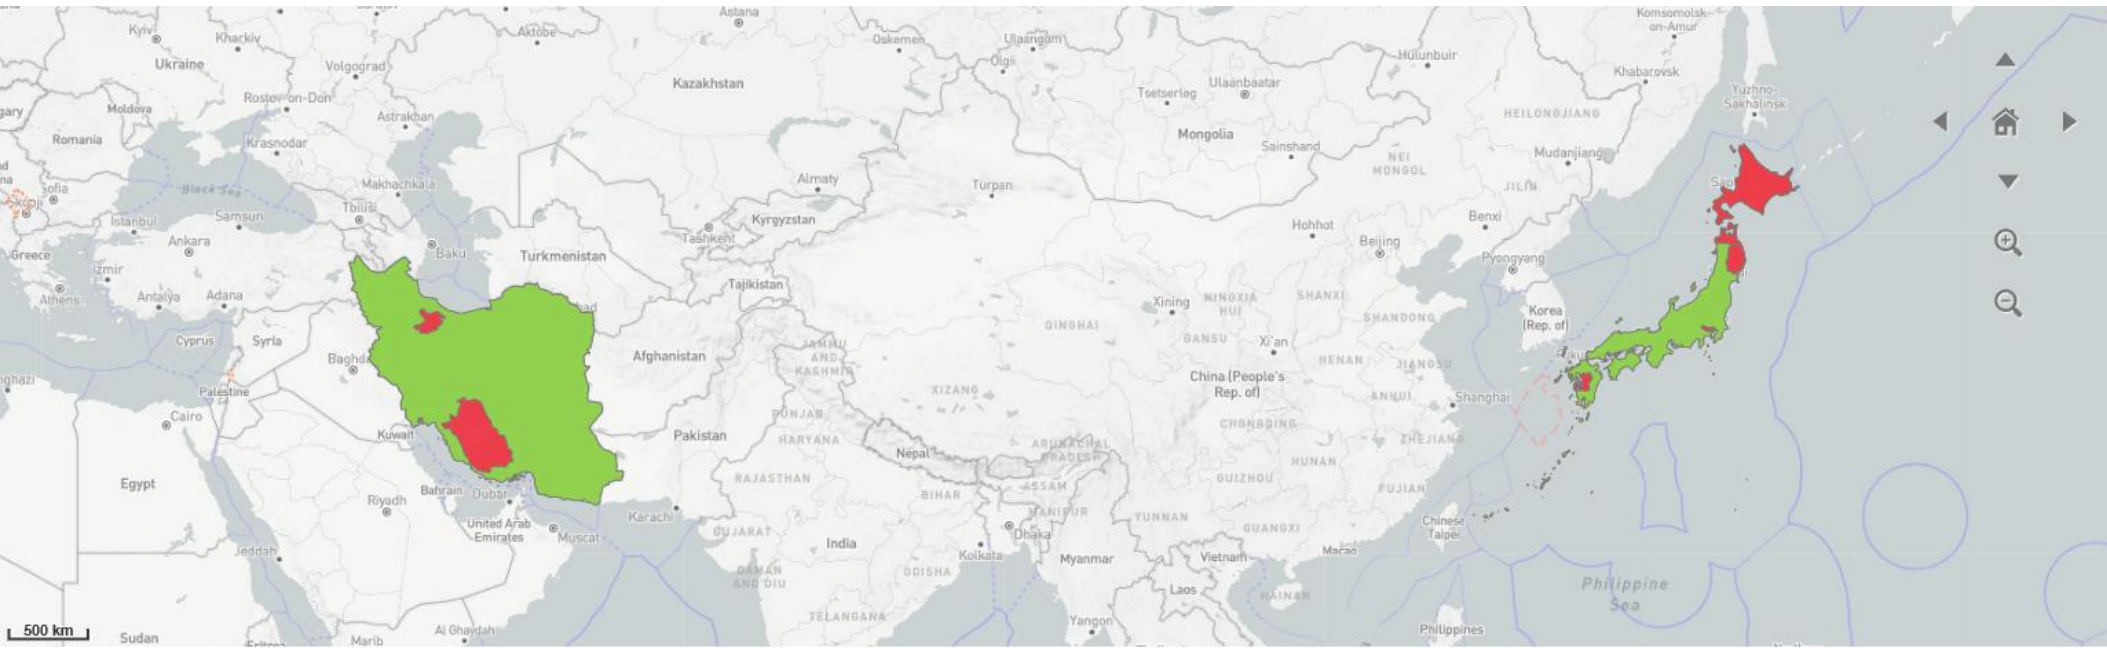 Astana
Komsomolsk-
on-Amur
Kyiv
Kharkiv
Aktobe
Oskemen
Ulaangom
Ukraine
Olgii
Hulunbuir
Volgograd
Kazakhstan
Ulaanbaatar
Khabarovsk
Tsetserleg
Yuzhno-
Sakhalinsk
gary
Moldova
Rostov-on-Don
Astrakhan
HEILONGJIANG
Romania
Krasnodar
Mongolia
Sainshand
NEI
MONGOL
Mudanjiang
Sofia
Skopj
Black Sea
Makhachkala
Almaty
Turpan
JILIN
Sap
Istanbul
Samsun
Tbilisi
Kyrgyzstan
Tashkent
Hohhot
Benxi
Beijing
Greece
Ankara
Baku
Turkmenistan
Pyongyang
Izmir
Tajikistan
Athens
Antalya
Adana
Xining
NINGXIA
HUI
SHANXI
Korea
(Rep. of)
QINGHAI
SHANDONG
Cyprus
Syria
Afghanistan
JAMMU
AND
KASHMIR
GANSU
Xi'an
HENAN
JIANGSU
Baghda
nghazi
Palestine
XIZANG
China (People's
Rep. of)
ANHUI
Shanghai
Cairo
Kuwait
Pakistan
PUNJAB
HARYANA
CHONGQING
ZHEJIANG
Nepal
ARUNACHAL
PRADESH
HUNAN
Egypt
Riyadh
Bahrain
Dubai
RAJASTHAN
BIHAR
ASSAM
GUIZHOU
FUJIAN
United Arab
Emirates
Muscat
Karachi
GUJARAT
India
Dhaka
MANIPUR
YUNNAN
GUANGXI
Chinese
Taipei
Jeddah
Kolkata
Myanmar
Vietnam
Macao
DAMAN
AND DIU
ODISHA
Laos
HAINAN
Philippine
Sea
TELANGANA
Yangon
Philippines
500 km
Sudan
Eritrea
Marib
Al Ghaydah